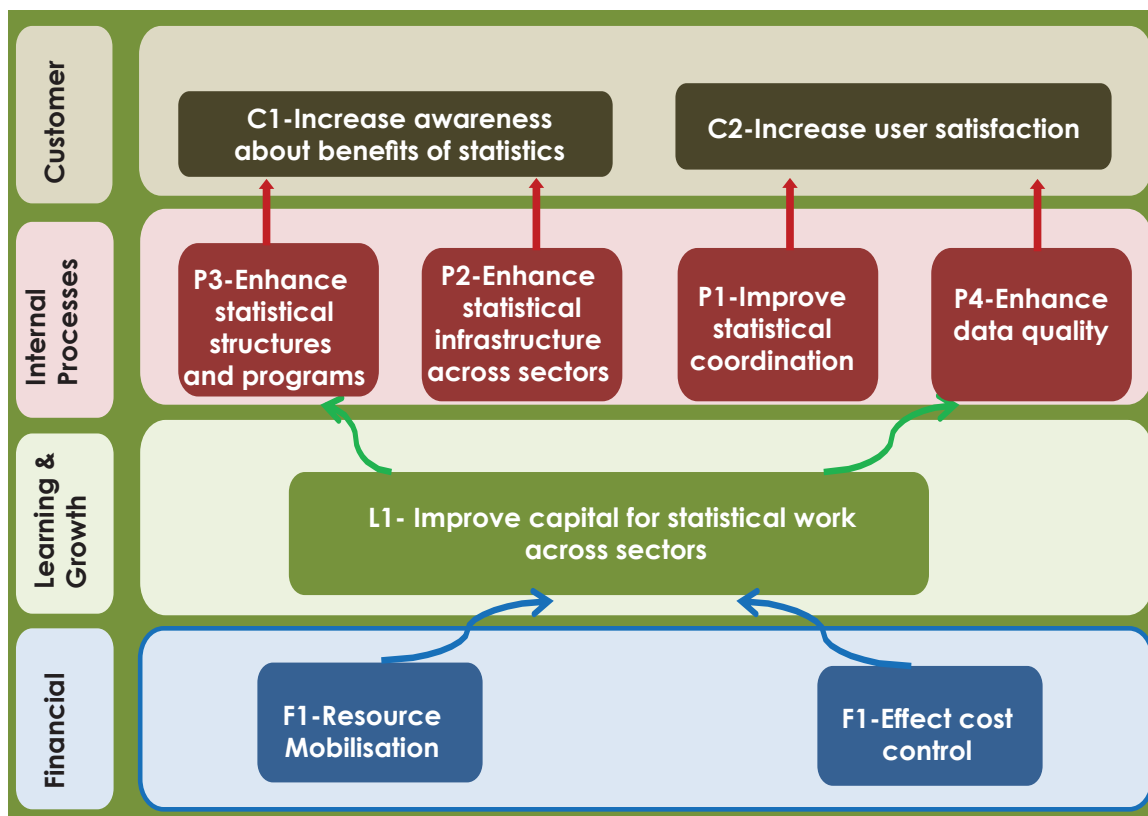 Customer
C1-Increase awareness
about benefits of statistics
C2-Increase user satisfaction
Internal
Processes
P3-Enhance
statistical
structures
and programs
P2-Enhance
statistical
infrastructure
across sectors
P1-Improve
statistical
coordination
P4-Enhance
data quality
Learning &
Growth
L1- Improve capital for statistical work
across sectors
Financial
F1-Resource
Mobilisation
F1-Effect cost
control